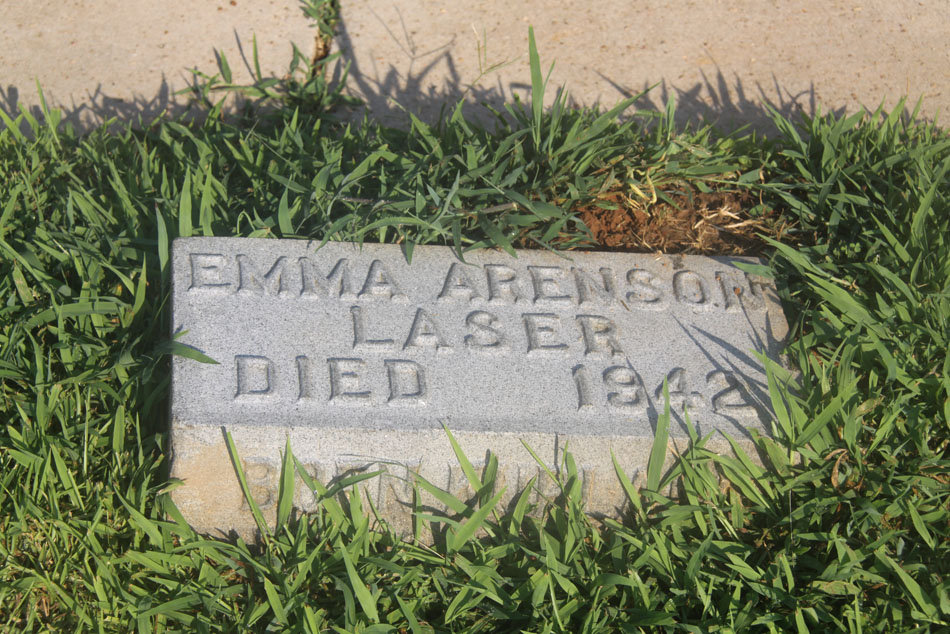 EMMA ARENSON
LASER
DIED 1942